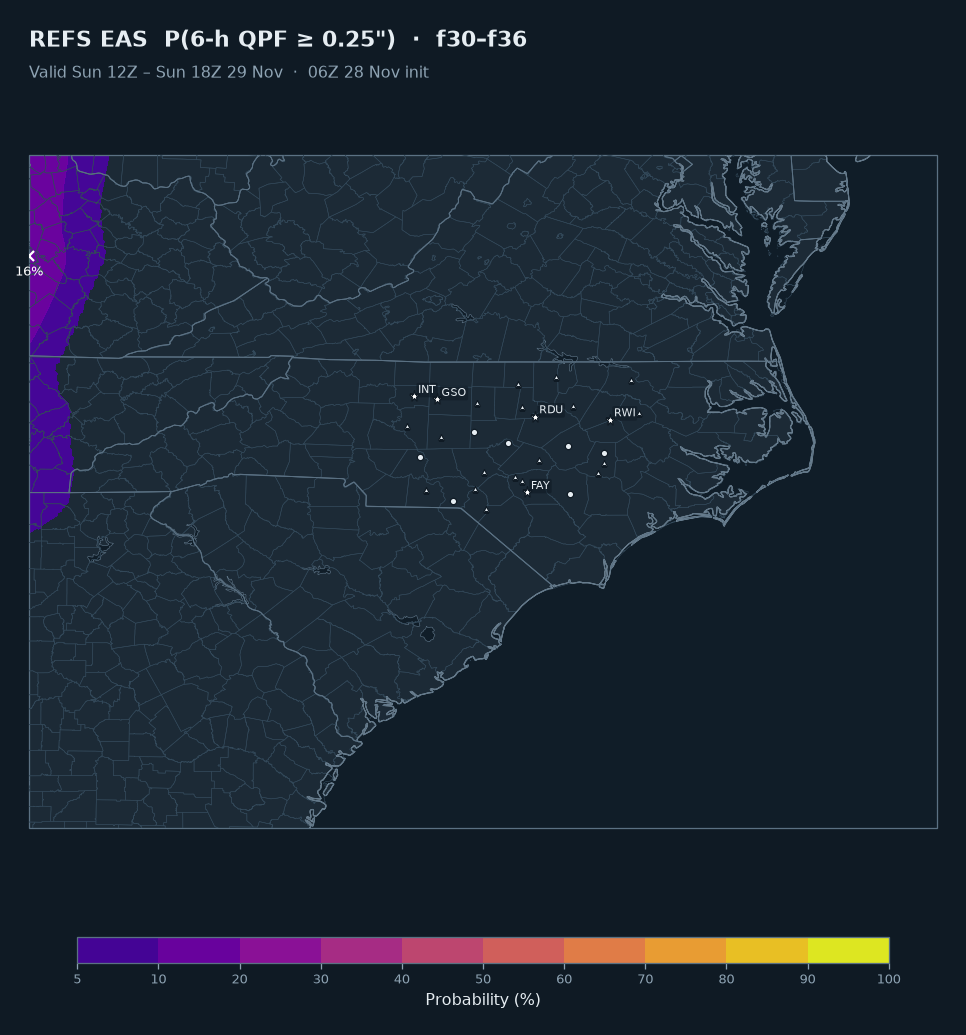 REFS EAS  P(6-h QPF ≥ 0.25")  ·  f30–f36
Valid Sun 12Z – Sun 18Z 29 Nov  ·  06Z 28 Nov init
16%
INT
GSO
RDU
RWI
FAY
5 10 20 30 40 50 60 70 80 90 100
Probability (%)